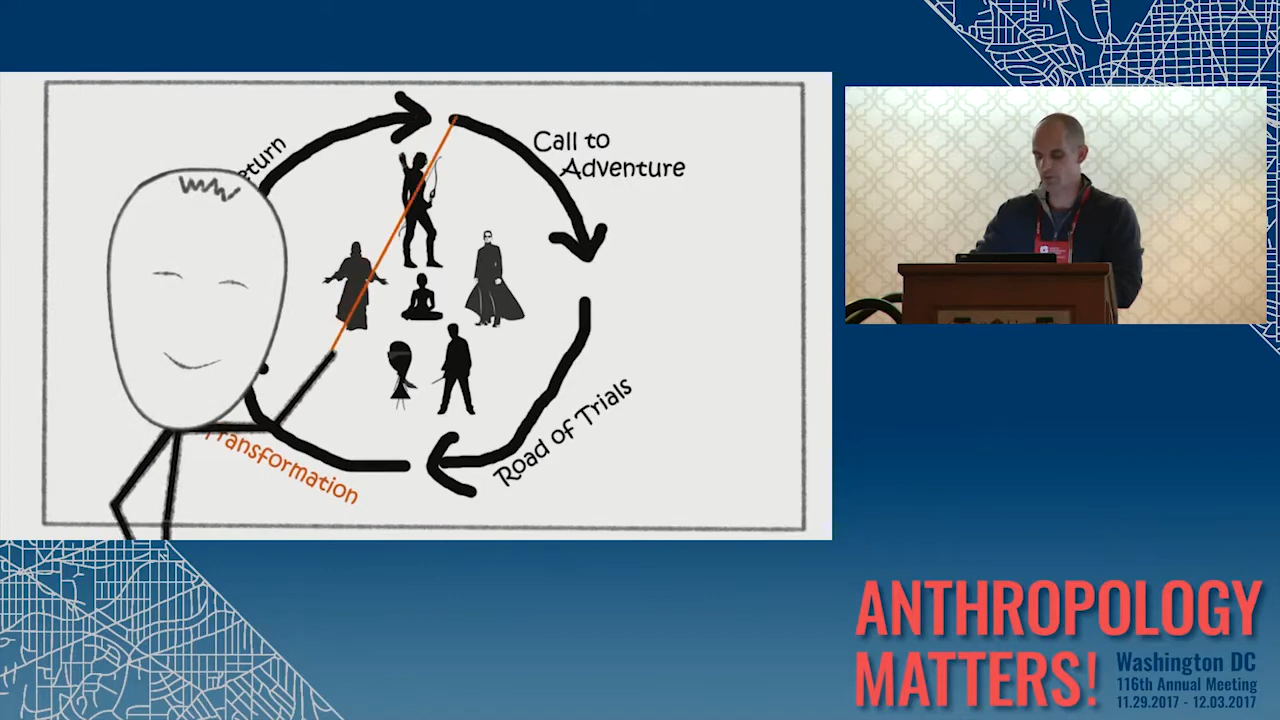 eturn
Call to
Adventure
Road of Trials
Transformation
ANTHROPOLOGY
MATTERS!
Washington DC
116th Annual Meeting
11.29.2017 - 12.03.2017